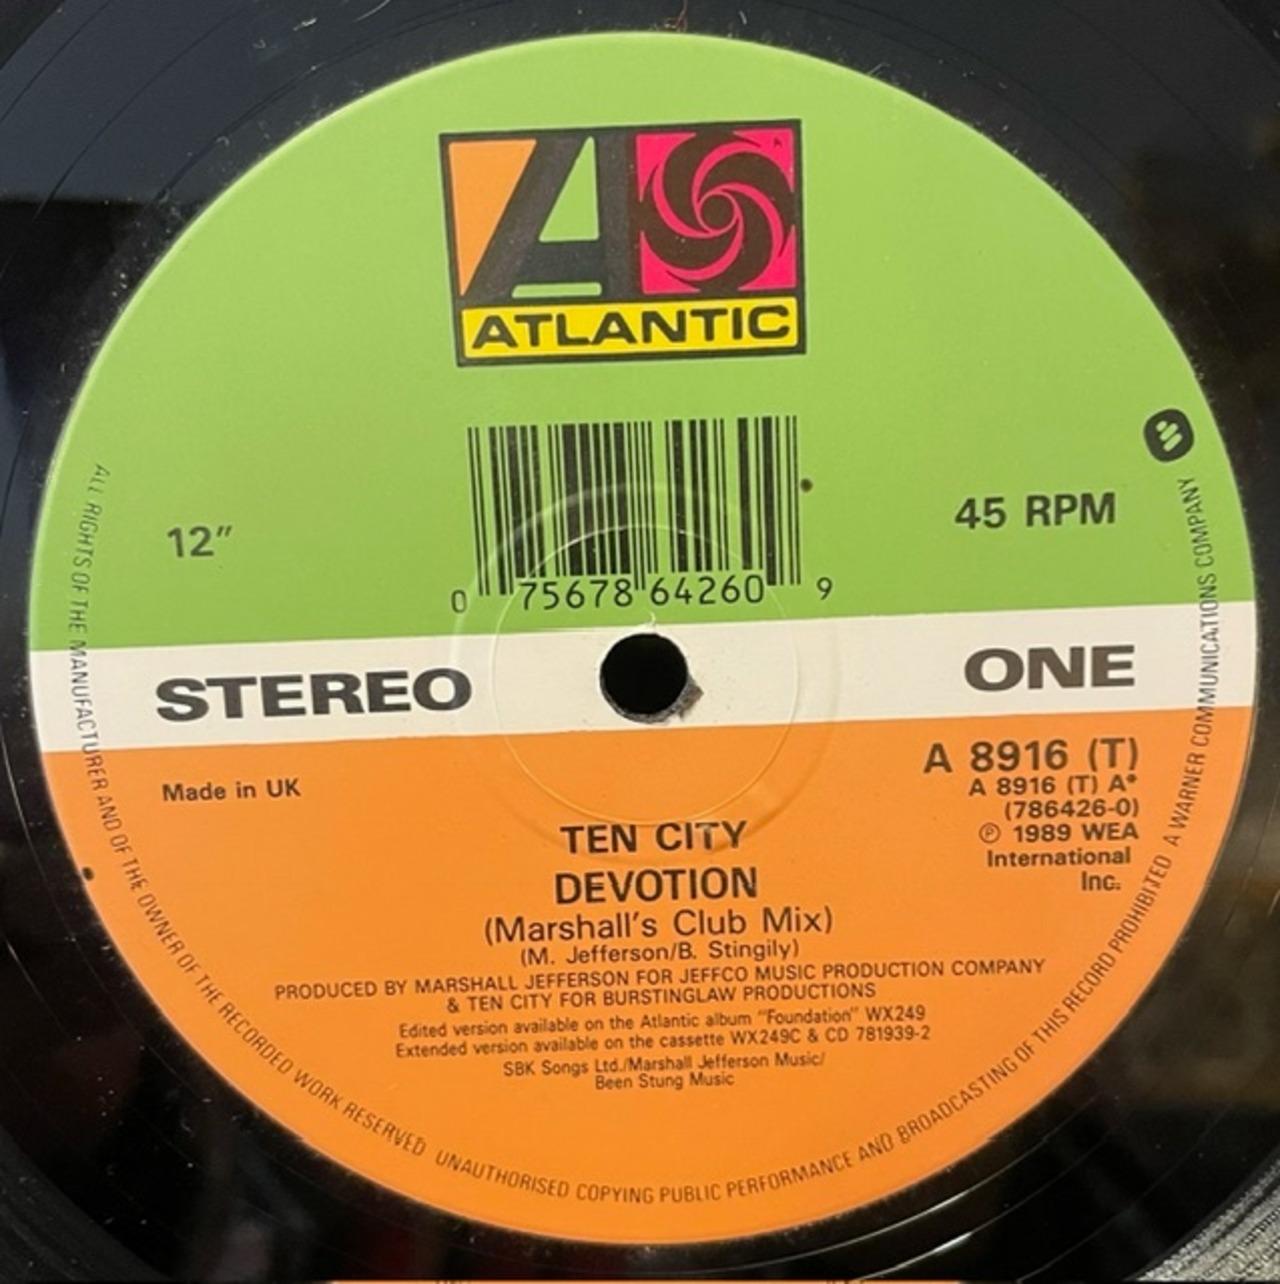 ATLANTIC
12"
45 RPM
0 75678 64260 9
STEREO
ONE
Made in UK
A 8916 (T)
A 8916 (T) A*
(786426-0)
℗ 1989 WEA
International
Inc.
TEN CITY
DEVOTION
(Marshall's Club Mix)
(M. Jefferson/B. Stingily)
PRODUCED BY MARSHALL JEFFERSON FOR JEFFCO MUSIC PRODUCTION COMPANY
& TEN CITY FOR BURSTINGLAW PRODUCTIONS
Edited version available on the Atlantic album "Foundation" WX249
Extended version available on the cassette WX249C & CD 781939-2
SBK Songs Ltd./Marshall Jefferson Music/
Been Stung Music
ALL RIGHTS OF THE MANUFACTURER AND OF THE OWNER OF THE RECORDED WORK RESERVED UNAUTHORISED COPYING PUBLIC PERFORMANCE AND BROADCASTING OF THIS RECORD PROHIBITED A WARNER COMMUNICATIONS COMPANY